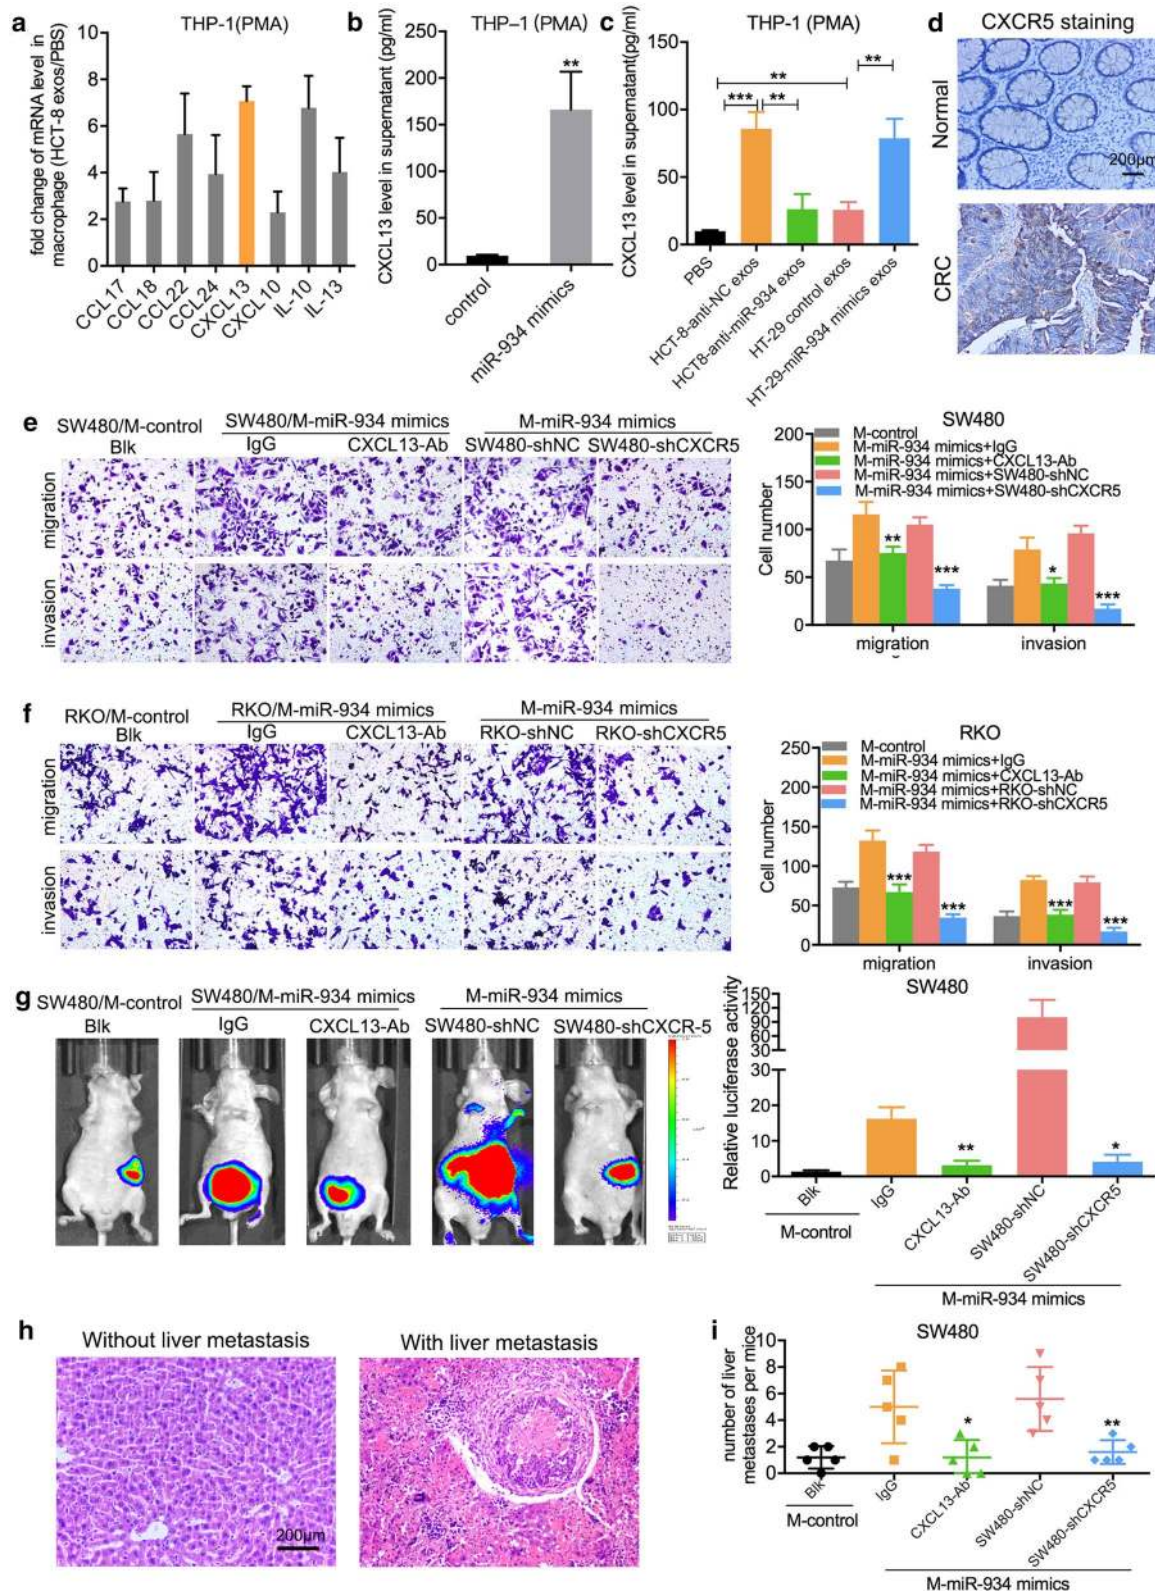 a
THP-1(PMA)
fold change of mRNA level in
macrophage (HCT-8 exos/PBS)
10
8
6
4
2
0
CCL17
CCL18
CCL22
CCL24
CXCL13
CXCL10
IL-10
IL-13
b
THP-1 (PMA)
CXCL13 level in supernatant (pg/ml)
250
200
150
100
50
0
**
control
miR-934 mimics
c
THP-1 (PMA)
CXCL13 level in supernatant(pg/ml)
150
100
50
0
**
**
***
**
PBS
HCT-8-anti-NC exos
HCT8-anti-miR-934 exos
HT-29 control exos
HT-29-miR-934 mimics exos
d
CXCR5 staining
Normal
200μm
CRC
e
SW480/M-control
Blk
SW480/M-miR-934 mimics
IgG
CXCL13-Ab
M-miR-934 mimics
SW480-shNC
SW480-shCXCR5
migration
invasion
SW480
Cell number
200
150
100
50
0
M-control
M-miR-934 mimics+IgG
M-miR-934 mimics+CXCL13-Ab
M-miR-934 mimics+SW480-shNC
M-miR-934 mimics+SW480-shCXCR5
**
***
*
***
migration
invasion
f
RKO/M-control
Blk
RKO/M-miR-934 mimics
IgG
CXCL13-Ab
M-miR-934 mimics
RKO-shNC
RKO-shCXCR5
migration
invasion
RKO
Cell number
250
200
150
100
50
0
M-control
M-miR-934 mimics+IgG
M-miR-934 mimics+CXCL13-Ab
M-miR-934 mimics+RKO-shNC
M-miR-934 mimics+RKO-shCXCR5
***
***
***
***
migration
invasion
g
SW480/M-control
Blk
SW480/M-miR-934 mimics
IgG
CXCL13-Ab
M-miR-934 mimics
SW480-shNC
SW480-shCXCR-5
SW480
Relative luciferase activity
150
120
90
60
30
30
20
10
0
**
*
Blk
IgG
CXCL13-Ab
SW480-shNC
SW480-shCXCR5
M-control
M-miR-934 mimics
h
Without liver metastasis
200μm
With liver metastasis
i
SW480
number of liver
metastases per mice
10
8
6
4
2
0
*
**
Blk
IgG
CXCL13-Ab
SW480-shNC
SW480-shCXCR5
M-control
M-miR-934 mimics